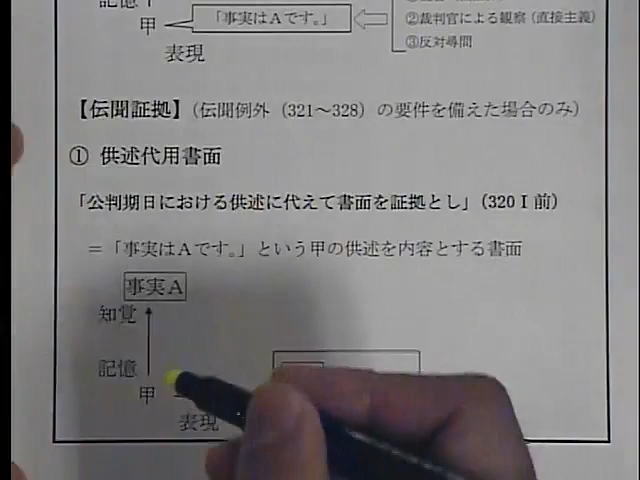 記憶
「事実はAです。」
②裁判官による観察（直接主義）
甲
③反対尋問
表現
【伝聞証拠】（伝聞例外（321～328）の要件を備えた場合のみ）
① 供述代用書面
「公判期日における供述に代えて書面を証拠とし」（320Ⅰ前）
＝「事実はAです。」という甲の供述を内容とする書面
事実A
知覚
記憶
甲
表現